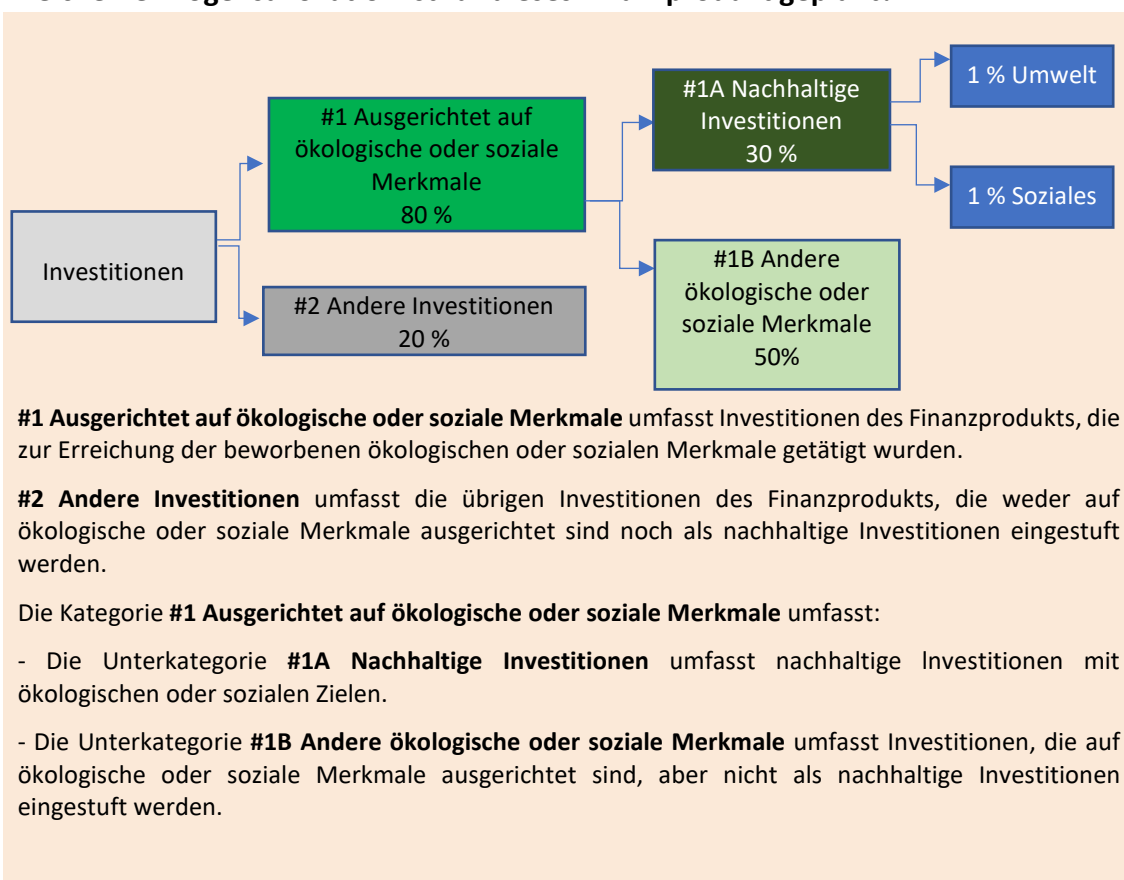 1 % Umwelt
#1A Nachhaltige
Investitionen
30 %
#1 Ausgerichtet auf
ökologische oder soziale
Merkmale
80 %
1 % Soziales
Investitionen
#1B Andere
ökologische oder
soziale Merkmale
50%
#2 Andere Investitionen
20 %
#1 Ausgerichtet auf ökologische oder soziale Merkmale umfasst Investitionen des Finanzprodukts, die
zur Erreichung der beworbenen ökologischen oder sozialen Merkmale getätigt wurden.
#2 Andere Investitionen umfasst die übrigen Investitionen des Finanzprodukts, die weder auf
ökologische oder soziale Merkmale ausgerichtet sind noch als nachhaltige Investitionen eingestuft
werden.
Die Kategorie #1 Ausgerichtet auf ökologische oder soziale Merkmale umfasst:
- Die Unterkategorie #1A Nachhaltige Investitionen umfasst nachhaltige lnvestitionen mit
ökologischen oder sozialen Zielen.
- Die Unterkategorie #1B Andere ökologische oder soziale Merkmale umfasst Investitionen, die auf
ökologische oder soziale Merkmale ausgerichtet sind, aber nicht als nachhaltige Investitionen
eingestuft werden.